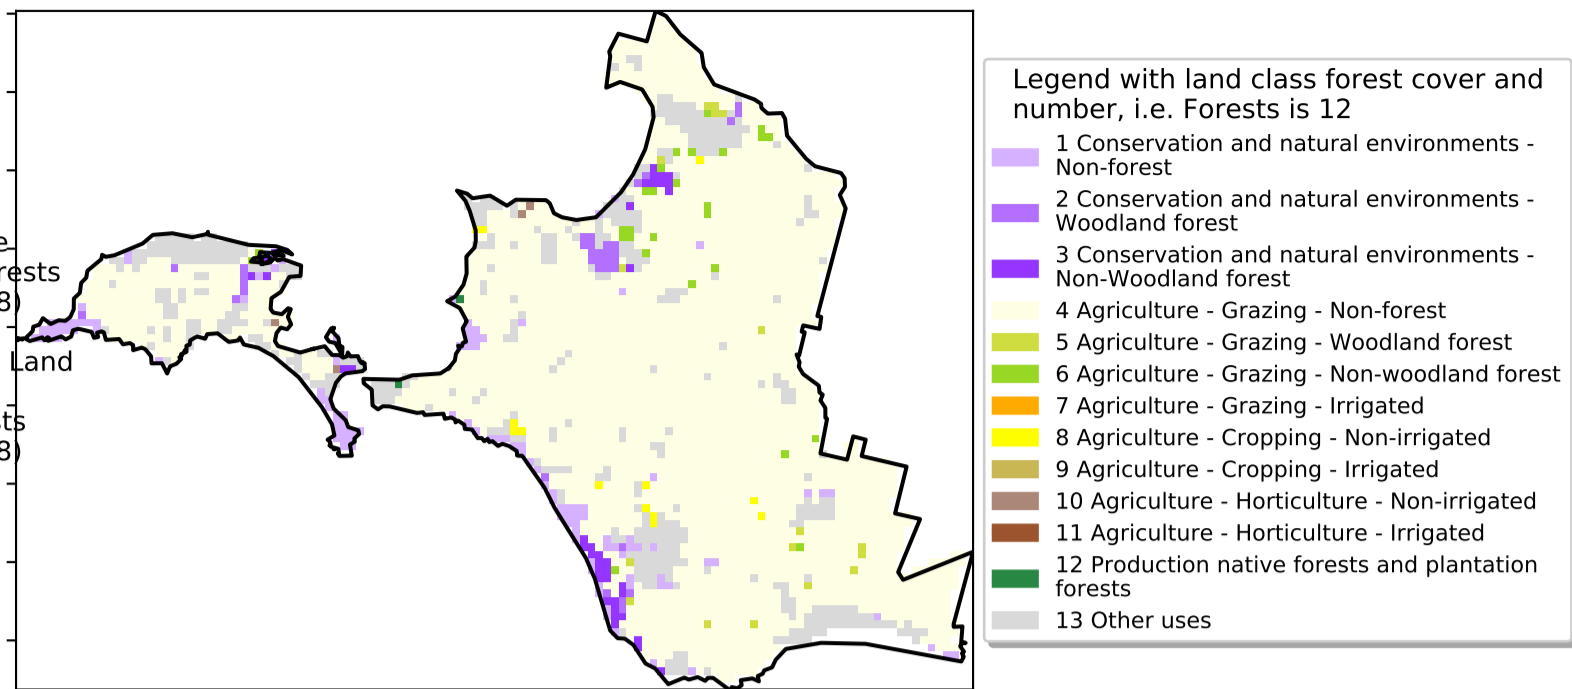 e
rests
8)
Land
sts
8)
Legend with land class forest cover and
number, i.e. Forests is 12
1 Conservation and natural environments -
Non-forest
2 Conservation and natural environments -
Woodland forest
3 Conservation and natural environments -
Non-Woodland forest
4 Agriculture - Grazing - Non-forest
5 Agriculture - Grazing - Woodland forest
6 Agriculture - Grazing - Non-woodland forest
7 Agriculture - Grazing - Irrigated
8 Agriculture - Cropping - Non-irrigated
9 Agriculture - Cropping - Irrigated
10 Agriculture - Horticulture - Non-irrigated
11 Agriculture - Horticulture - Irrigated
12 Production native forests and plantation
forests
13 Other uses